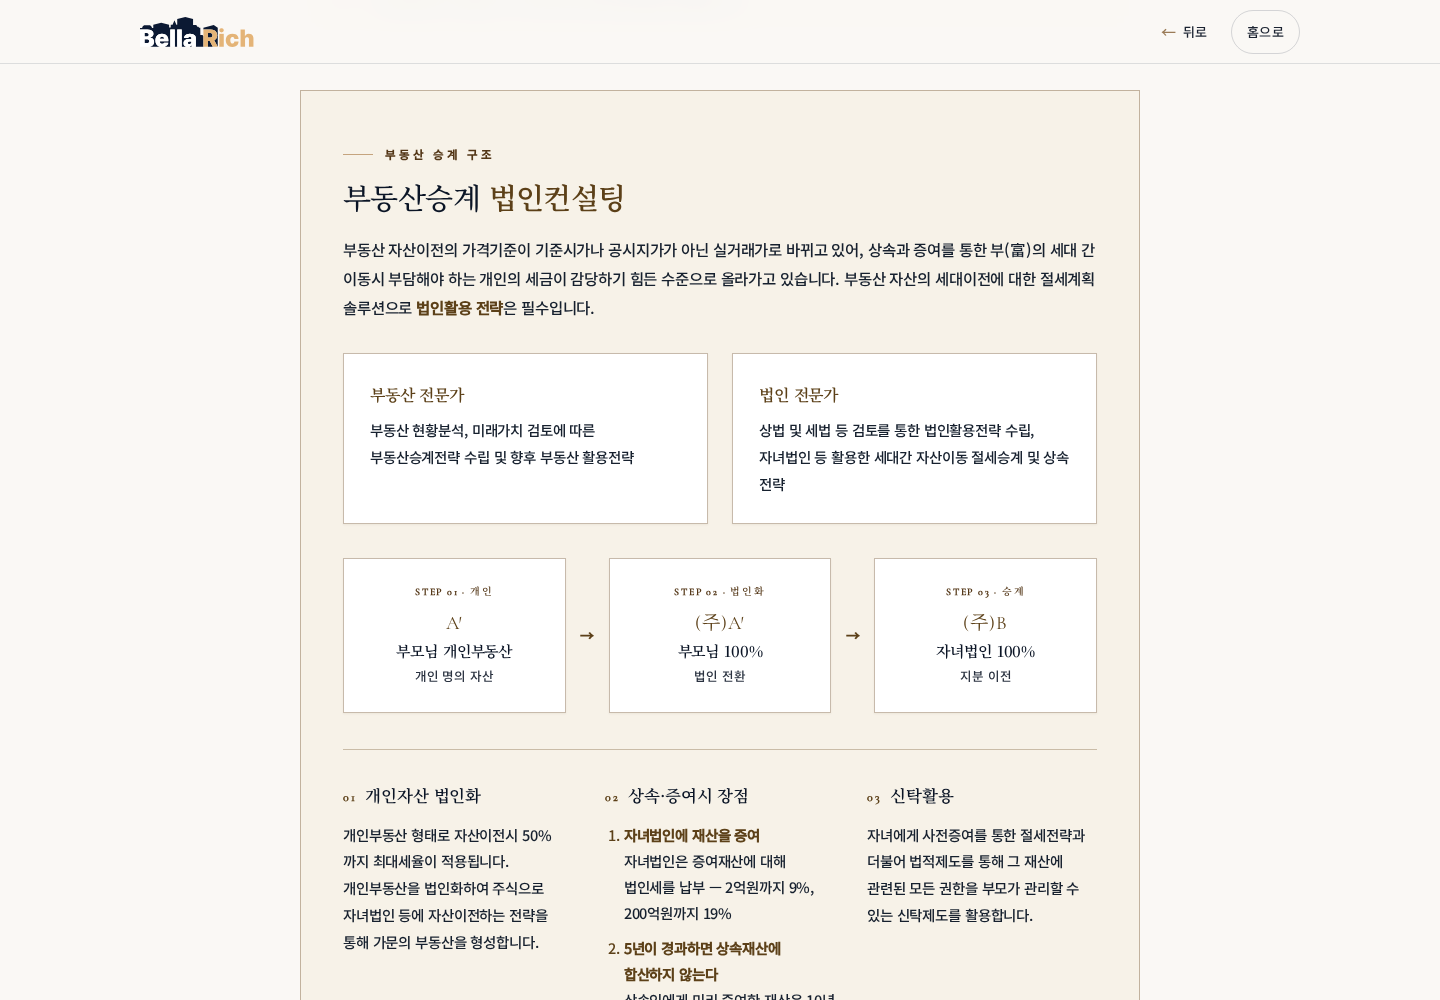 Bella Rich
← 뒤로
홈으로
부동산 승계 구조
부동산승계 법인컨설팅
부동산 자산이전의 가격기준이 기준시가나 공시지가가 아닌 실거래가로 바뀌고 있어, 상속과 증여를 통한 부(富)의 세대 간
이동시 부담해야 하는 개인의 세금이 감당하기 힘든 수준으로 올라가고 있습니다. 부동산 자산의 세대이전에 대한 절세계획
솔루션으로 법인활용 전략은 필수입니다.
부동산 전문가
부동산 현황분석, 미래가치 검토에 따른
부동산승계전략 수립 및 향후 부동산 활용전략
법인 전문가
상법 및 세법 등 검토를 통한 법인활용전략 수립,
자녀법인 등 활용한 세대간 자산이동 절세승계 및 상속
전략
STEP 01 · 개인
A'
부모님 개인부동산
개인 명의 자산
→
STEP 02 · 법인화
(주)A'
부모님 100%
법인 전환
→
STEP 03 · 승계
(주)B
자녀법인 100%
지분 이전
01 개인자산 법인화
개인부동산 형태로 자산이전시 50%
까지 최대세율이 적용됩니다.
개인부동산을 법인화하여 주식으로
자녀법인 등에 자산이전하는 전략을
통해 가문의 부동산을 형성합니다.
02 상속·증여시 장점
1. 자녀법인에 재산을 증여
자녀법인은 증여재산에 대해
법인세를 납부 — 2억원까지 9%,
200억원까지 19%
2. 5년이 경과하면 상속재산에
합산하지 않는다
상속인에게 미리 증여한 재산은 10년
03 신탁활용
자녀에게 사전증여를 통한 절세전략과
더불어 법적제도를 통해 그 재산에
관련된 모든 권한을 부모가 관리할 수
있는 신탁제도를 활용합니다.